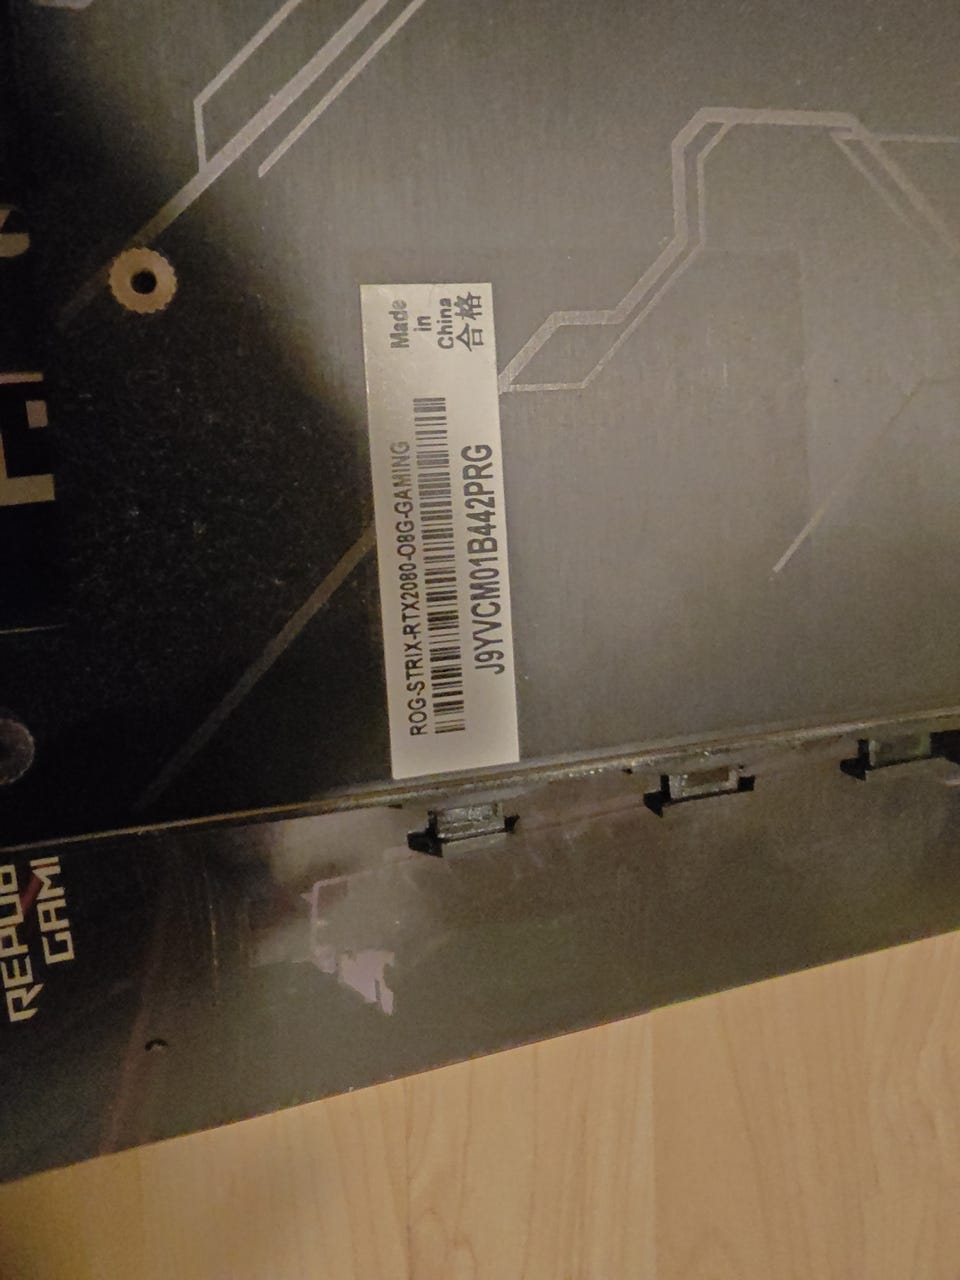 Made
in
China
合格
ROG-STRIX-RTX2080-O8G-GAMING
J9YVCM01B442PRG
REPUB
GAMI